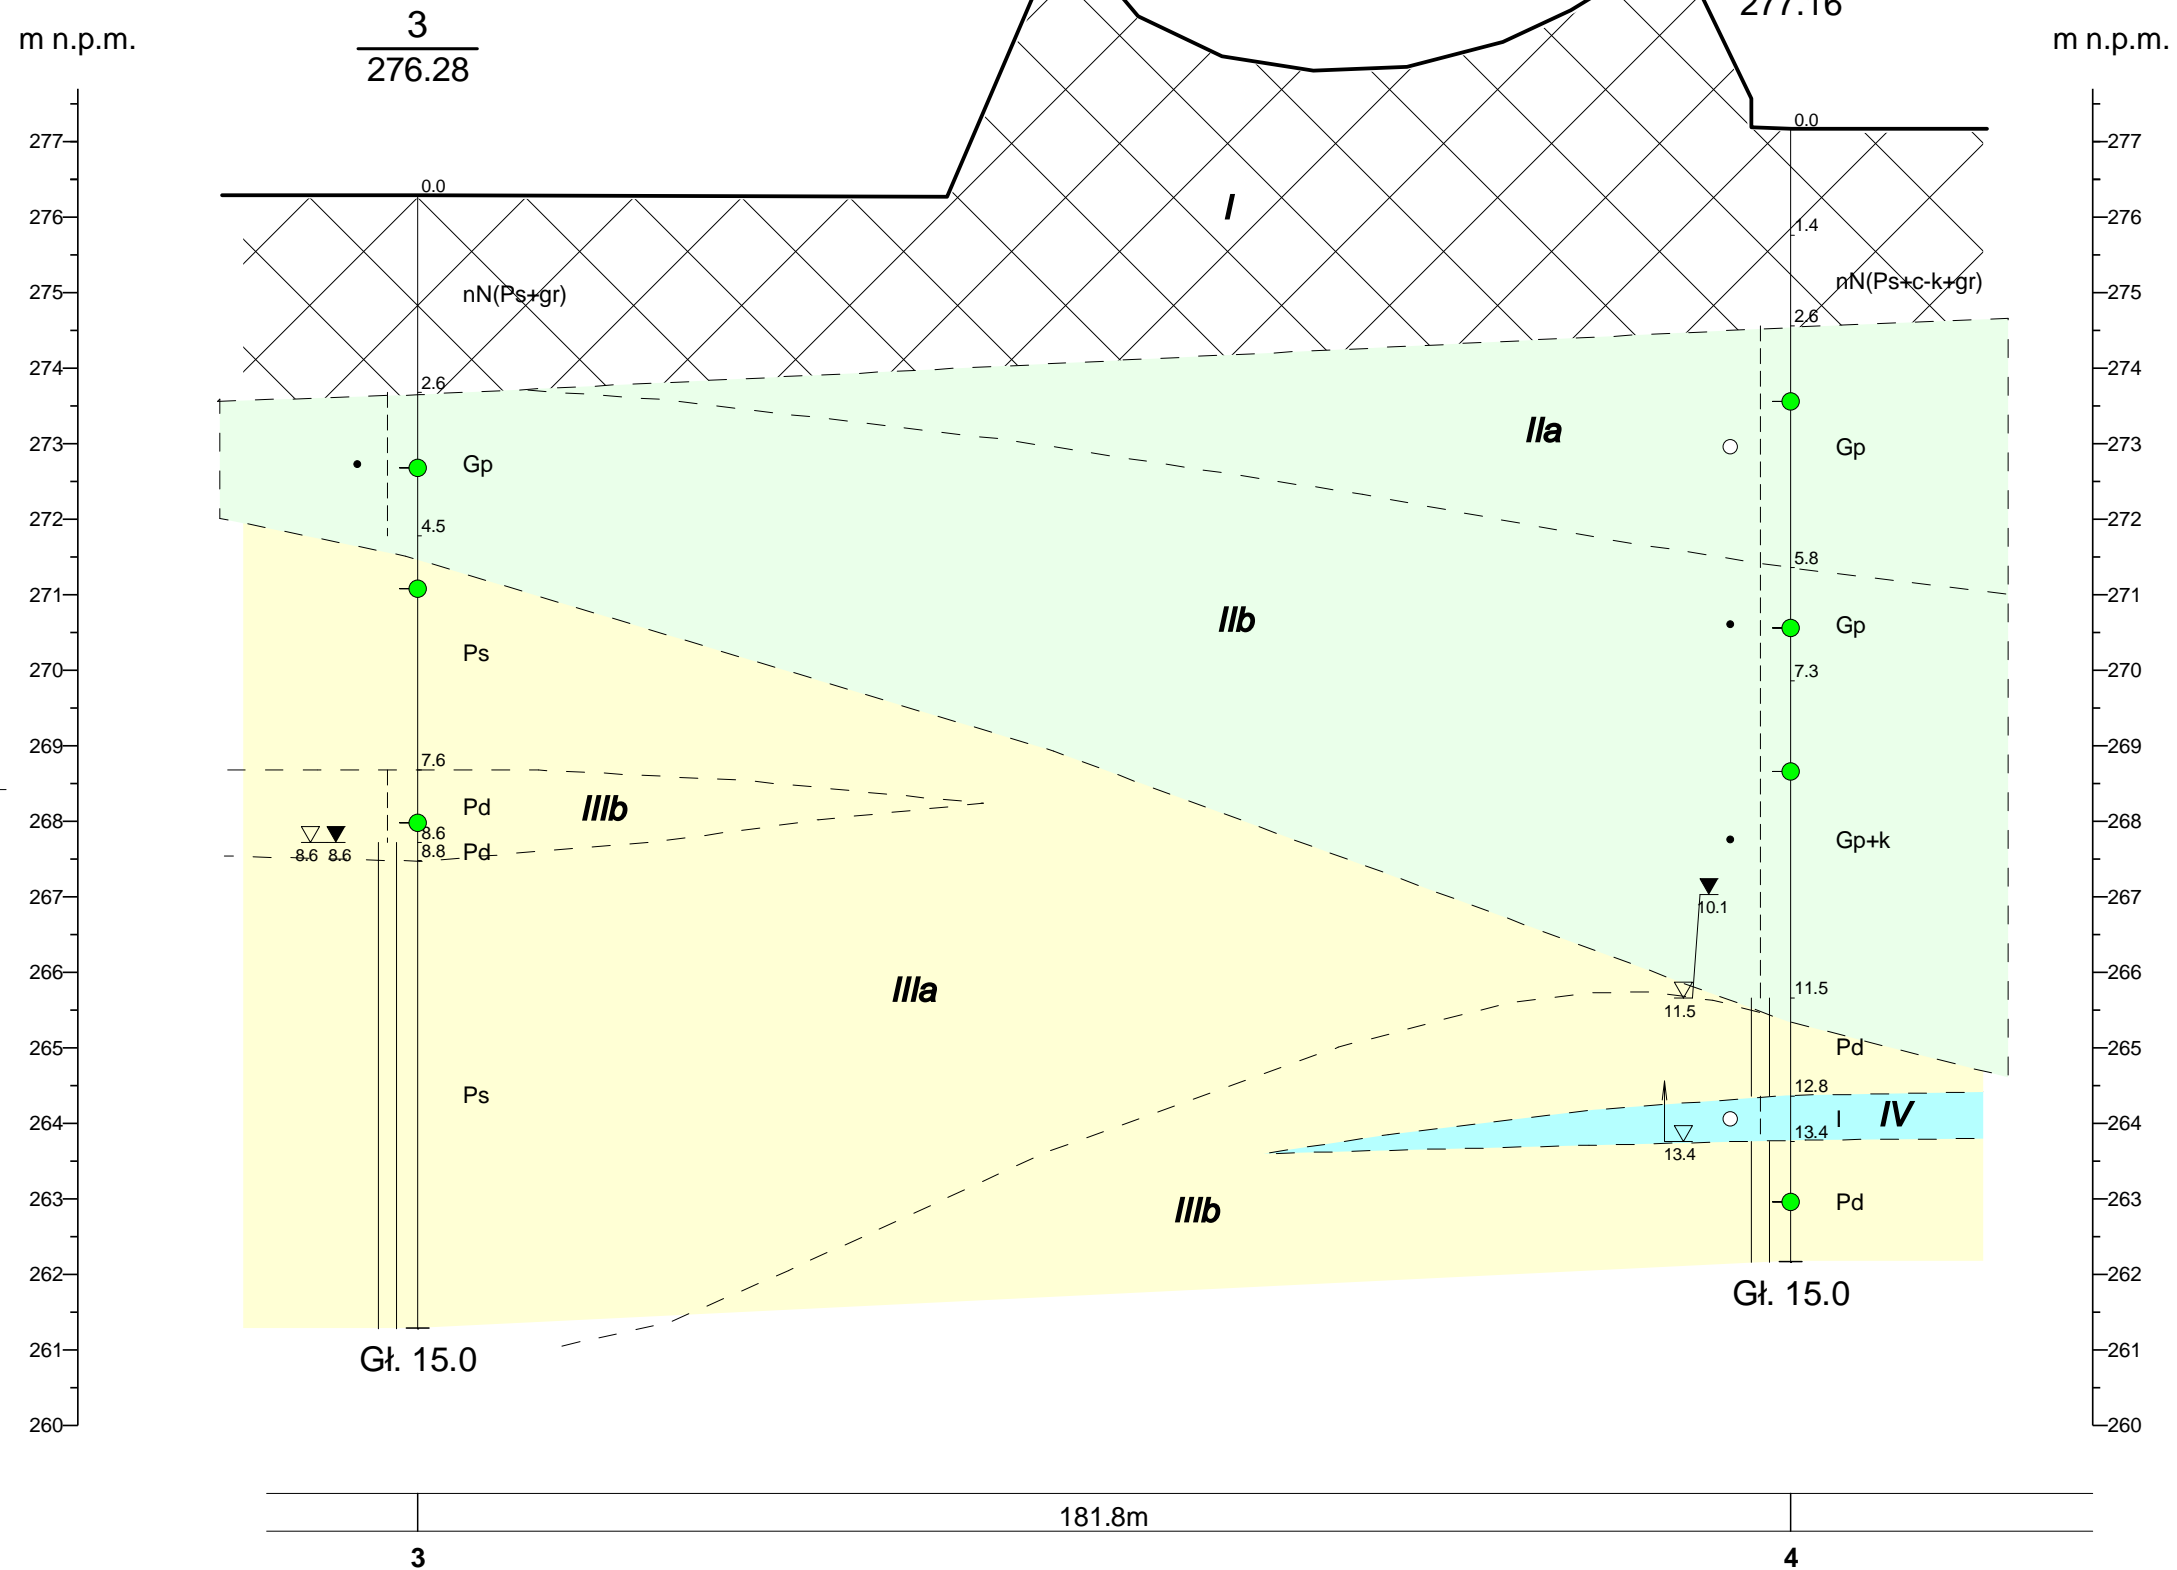 277.16
m n.p.m.
3
276.28
m n.p.m.
0.0
277
277
0.0
276
I
1.4
276
275
nN(Ps+gr)
nN(Ps+c-k+gr)
275
2.6
274
2.6
274
IIa
273
Gp
Gp
273
272
4.5
272
5.8
271
IIb
Gp
271
270
Ps
7.3
270
269
7.6
269
268
Pd
IIIb
268
8.6
8.6 8.6
8.8
Pd
Gp+k
267
10.1
267
266
IIIa
11.5
266
11.5
265
Pd
265
Ps
12.8
264
I
IV
264
13.4
13.4
263
IIIb
Pd
263
262
Gł. 15.0
262
261
Gł. 15.0
261
260
260
181.8m
3
4